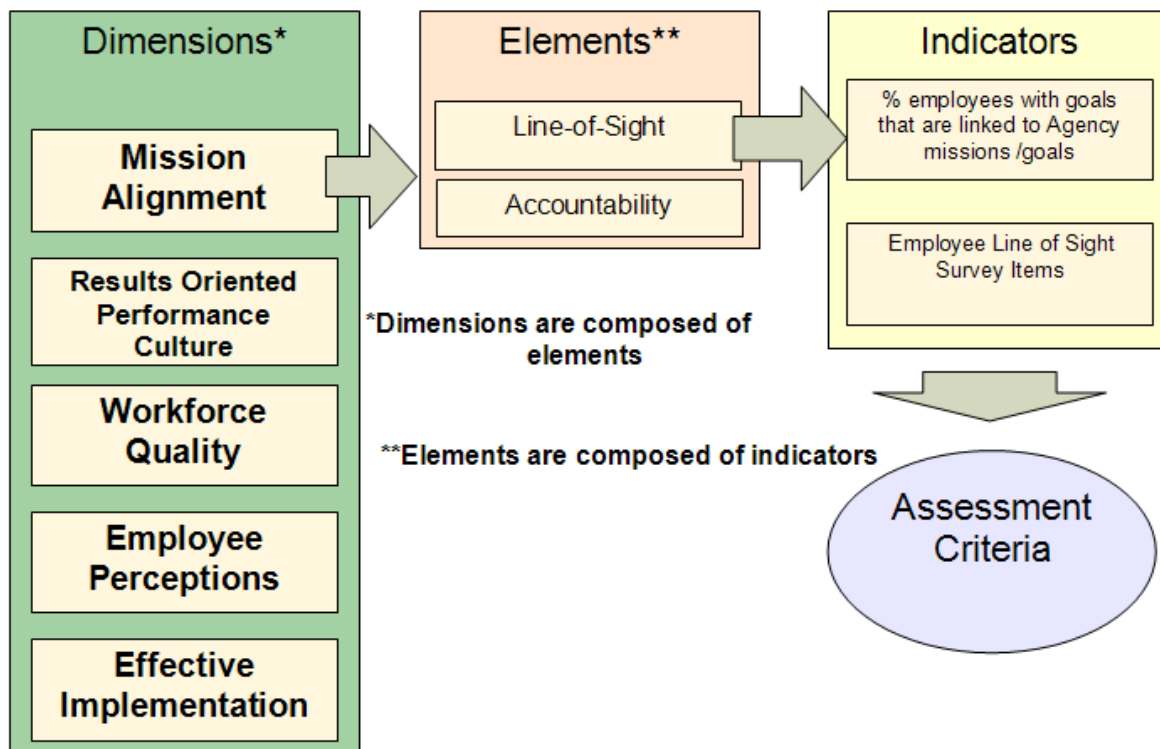 Dimensions*
Mission
Alignment
Results Oriented
Performance
Culture
Workforce
Quality
Employee
Perceptions
Effective
Implementation
Elements**
Line-of-Sight
Accountability
*Dimensions are composed of
elements
**Elements are composed of indicators
Indicators
% employees with goals
that are linked to Agency
missions /goals
Employee Line of Sight
Survey Items
Assessment
Criteria